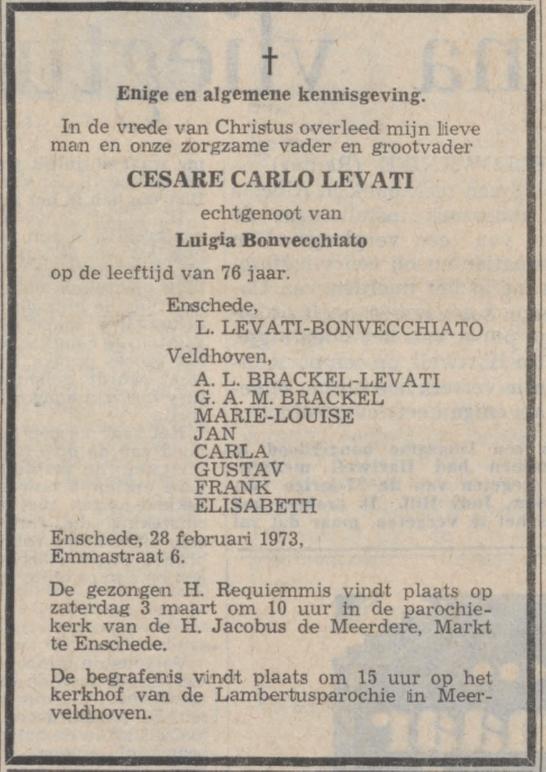 Enige en algemene kennisgeving.
In de vrede van Christus overleed mijn lieve
man en onze zorgzame vader en grootvader
CESARE CARLO LEVATI
echtgenoot van
Luigia Bonvecchiato
op de leeftijd van 76 jaar.
Enschede,
L. LEVATI-BONVECCHIATO
Veldhoven,
A. L. BRACKEL-LEVATI
G. A. M. BRACKEL
MARIE-LOUISE
JAN
CARLA
GUSTAV
FRANK
ELISABETH
Enschede, 28 februari 1973,
Emmastraat 6.
De gezongen H. Requiemmis vindt plaats op
zaterdag 3 maart om 10 uur in de parochie-
kerk van de H. Jacobus de Meerdere, Markt
te Enschede.
De begrafenis vindt plaats om 15 uur op het
kerkhof van de Lambertusparochie in Meer-
veldhoven.